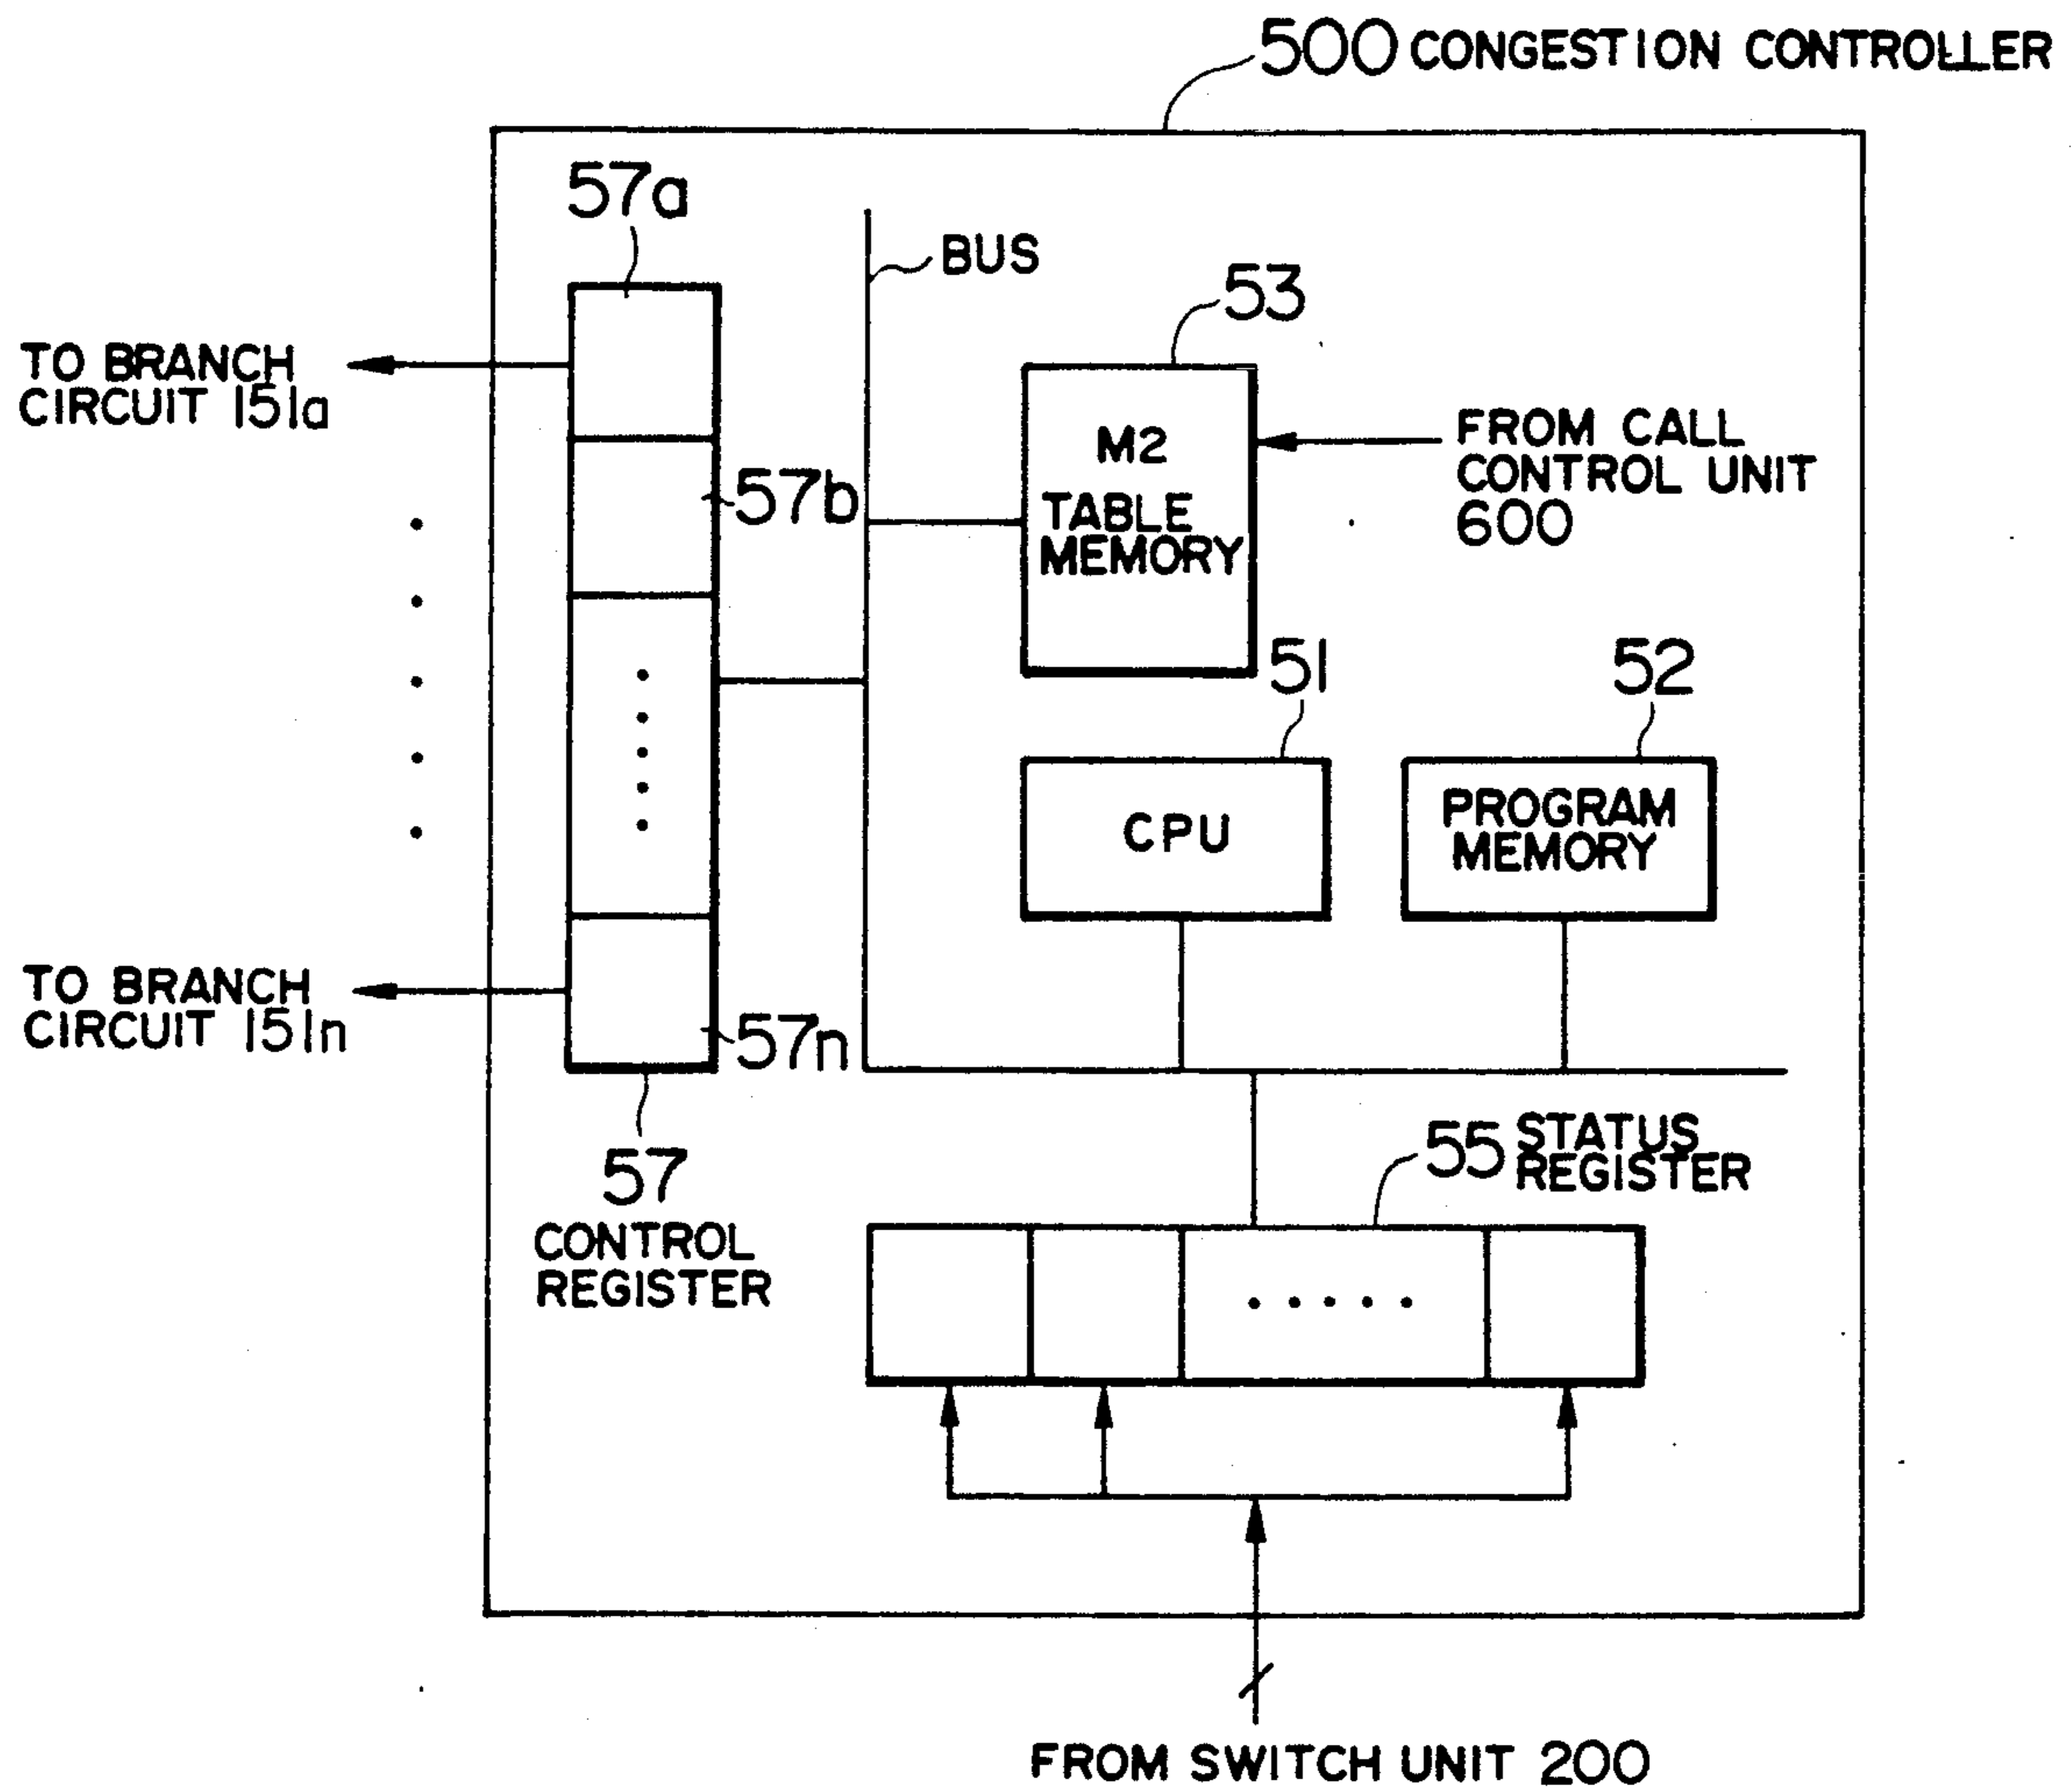 500 CONGESTION CONTROLLER
57a
BUS
53
TO BRANCH
CIRCUIT 151a
M2
TABLE
MEMORY
FROM CALL
CONTROL UNIT
600
57b
51
52
CPU
PROGRAM
MEMORY
TO BRANCH
CIRCUIT 151n
57n
57
CONTROL
REGISTER
55 STATUS
REGISTER
FROM SWITCH UNIT 200